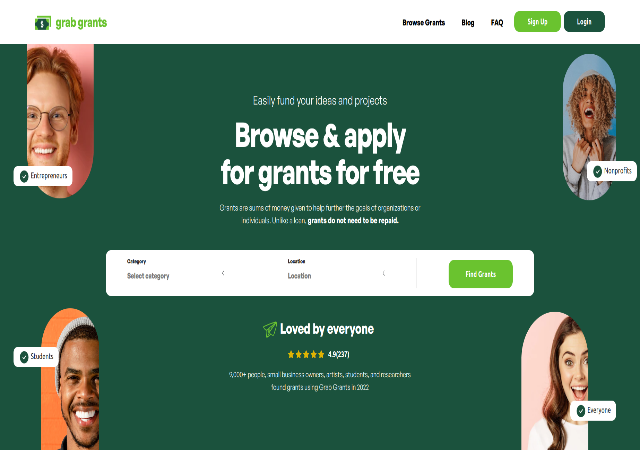 grab grants
Browse Grants
Blog
FAQ
Sign Up
Login
Easily fund your ideas and projects
Browse & apply
for grants for free
Grants are sums of money given to help further the goals of organizations or
individuals. Unlike a loan, grants do not need to be repaid.
Entrepreneurs
Nonprofits
Category
Select category
Location
Location
Find Grants
Loved by everyone
4.9(237)
9,000+ people, small business owners, artists, students, and researchers
found grants using Grab Grants in 2022
Students
Everyone